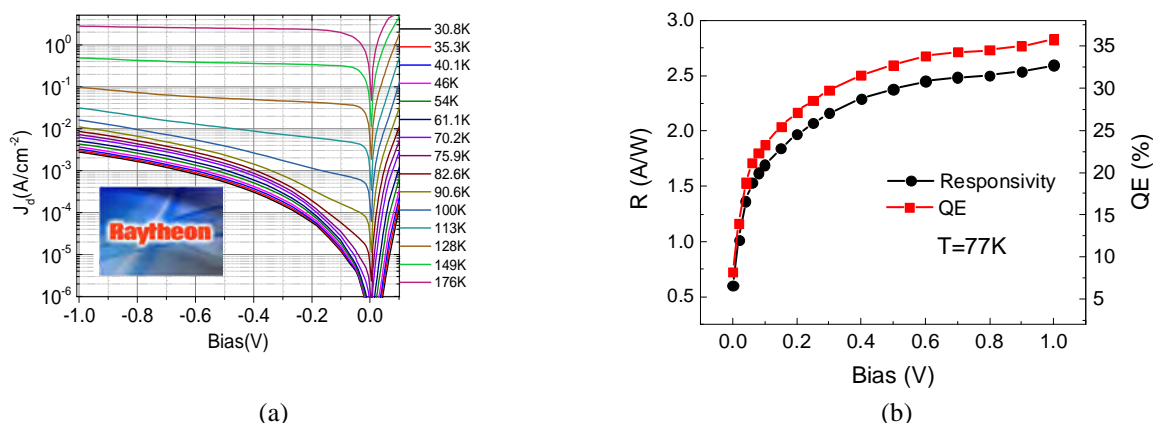 10⁰
10⁻¹
10⁻²
10⁻³
10⁻⁴
10⁻⁵
10⁻⁶
J_d(A/cm⁻²)
-1.0 -0.8 -0.6 -0.4 -0.2 0.0
Bias(V)
Raytheon
30.8K
35.3K
40.1K
46K
54K
61.1K
70.2K
75.9K
82.6K
90.6K
100K
113K
128K
149K
176K
(a)
3.0
2.5
2.0
1.5
1.0
0.5
R (A/W)
Responsivity
QE
T=77K
35
30
25
20
15
10
5
QE (%)
0.0 0.2 0.4 0.6 0.8 1.0
Bias (V)
(b)